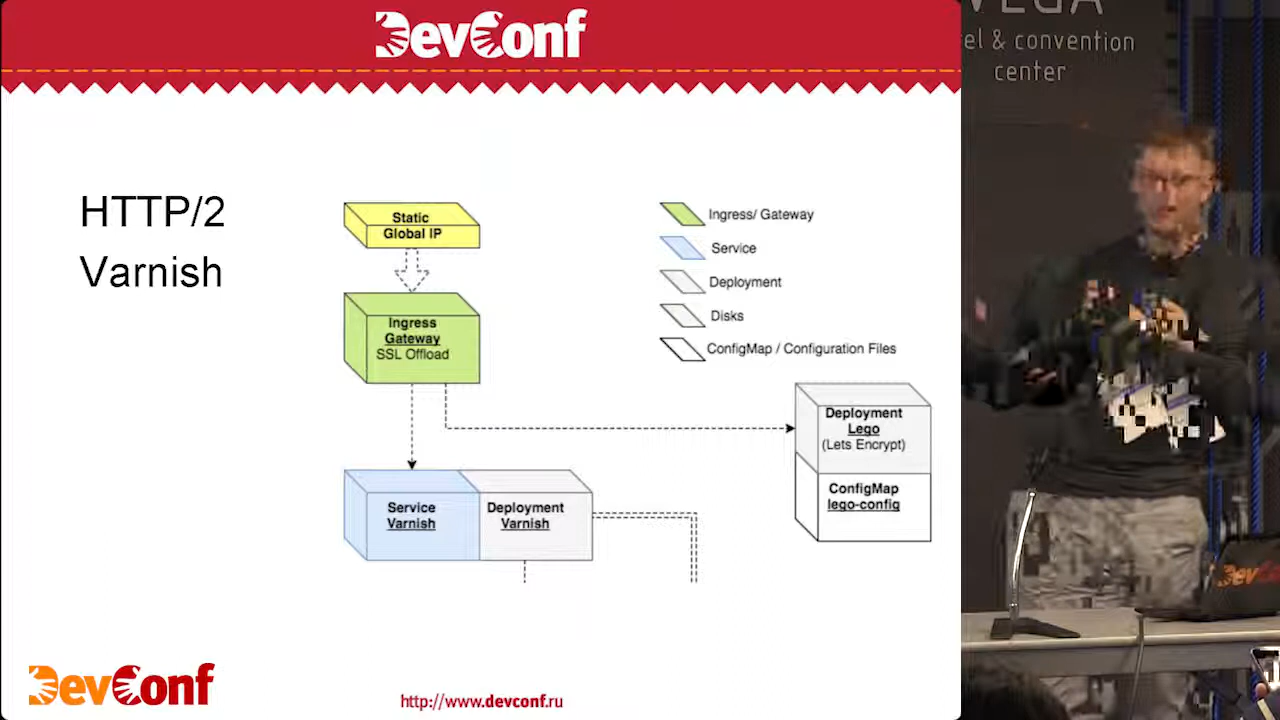 DevConf
HTTP/2
Varnish
Static
Global IP
Ingress
Gateway
SSL Offload
Service
Varnish
Deployment
Varnish
Ingress/ Gateway
Service
Deployment
Disks
ConfigMap / Configuration Files
Deployment
Lego
(Lets Encrypt)
ConfigMap
lego-config
DevConf
http://www.devconf.ru
VEGA
el & convention
center
DevConf